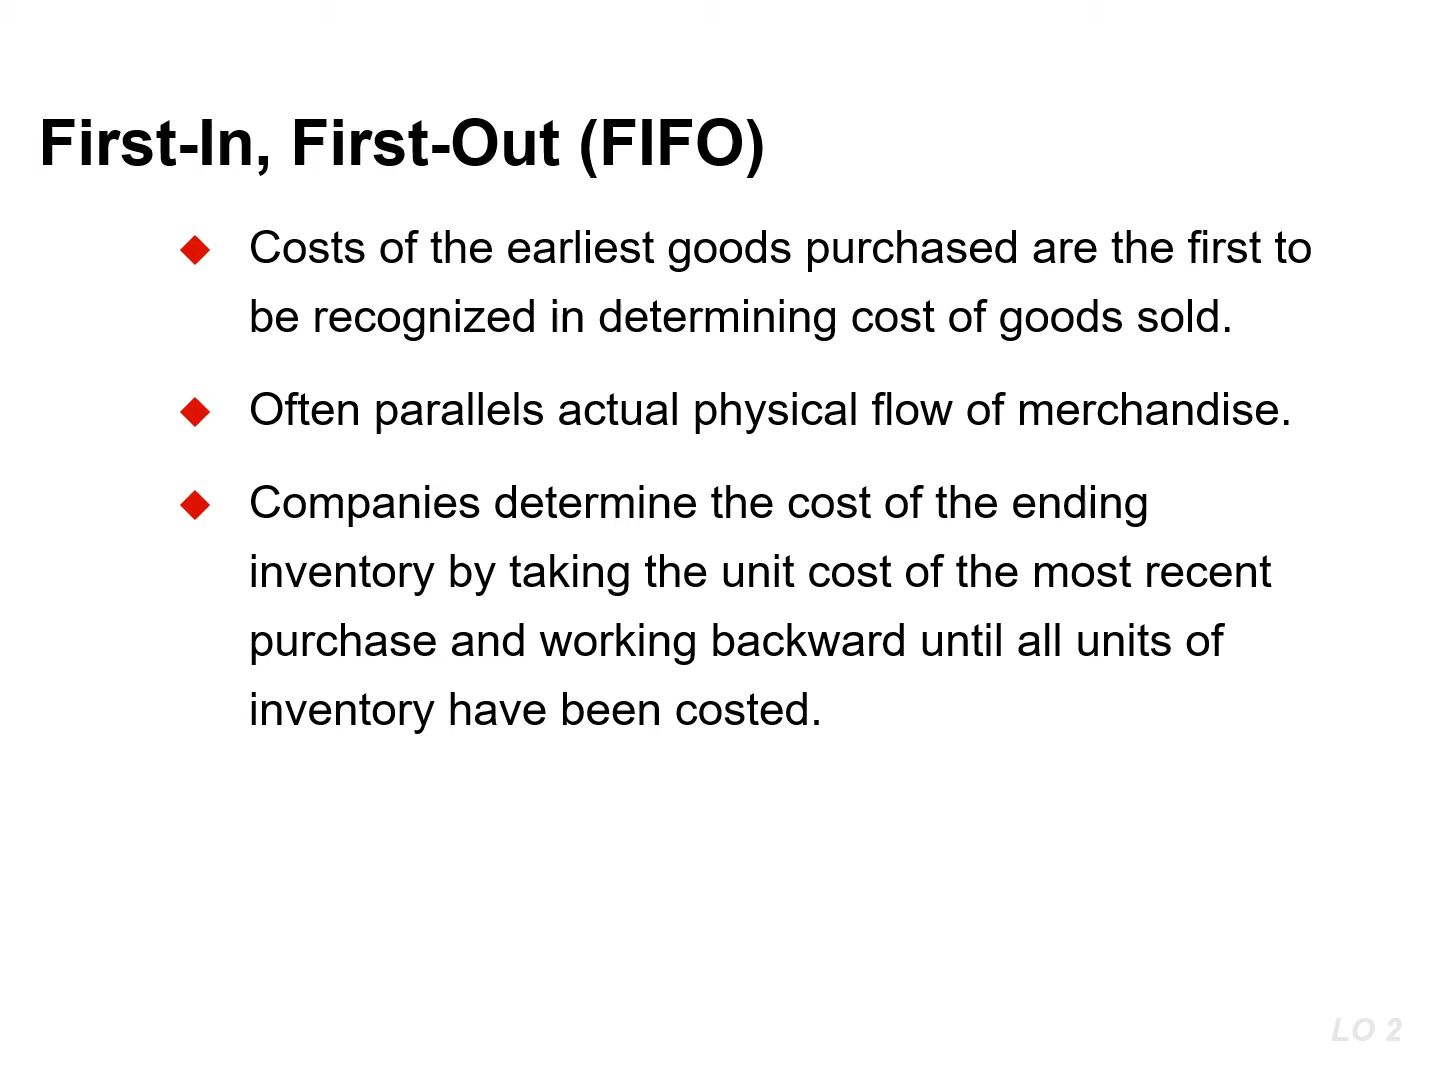 First-In, First-Out (FIFO)
Costs of the earliest goods purchased are the first to
be recognized in determining cost of goods sold.
Often parallels actual physical flow of merchandise.
Companies determine the cost of the ending
inventory by taking the unit cost of the most recent
purchase and working backward until all units of
inventory have been costed.
LO 2